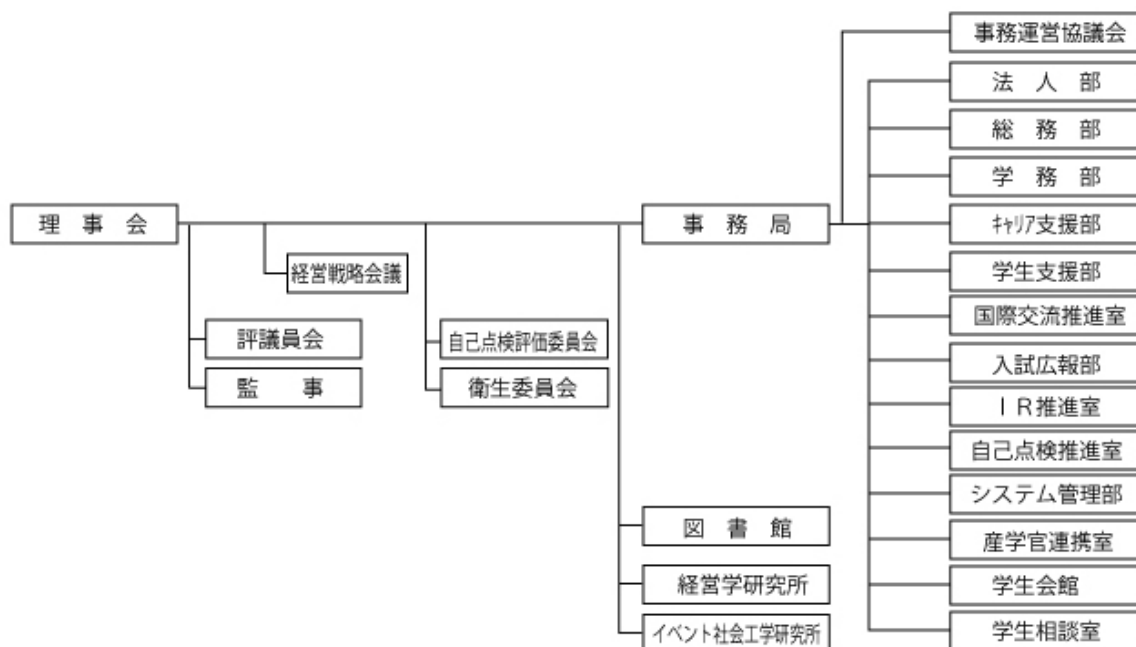 事務運営協議会
法　人　部
総　務　部
学　務　部
理　事　会
事　務　局
キャリア支援部
経営戦略会議
学生支援部
国際交流推進室
評議員会
自己点検評価委員会
入試広報部
監　　事
衛生委員会
ＩＲ推進室
自己点検推進室
システム管理部
図　書　館
産学官連携室
経営学研究所
学生会館
イベント社会工学研究所
学生相談室